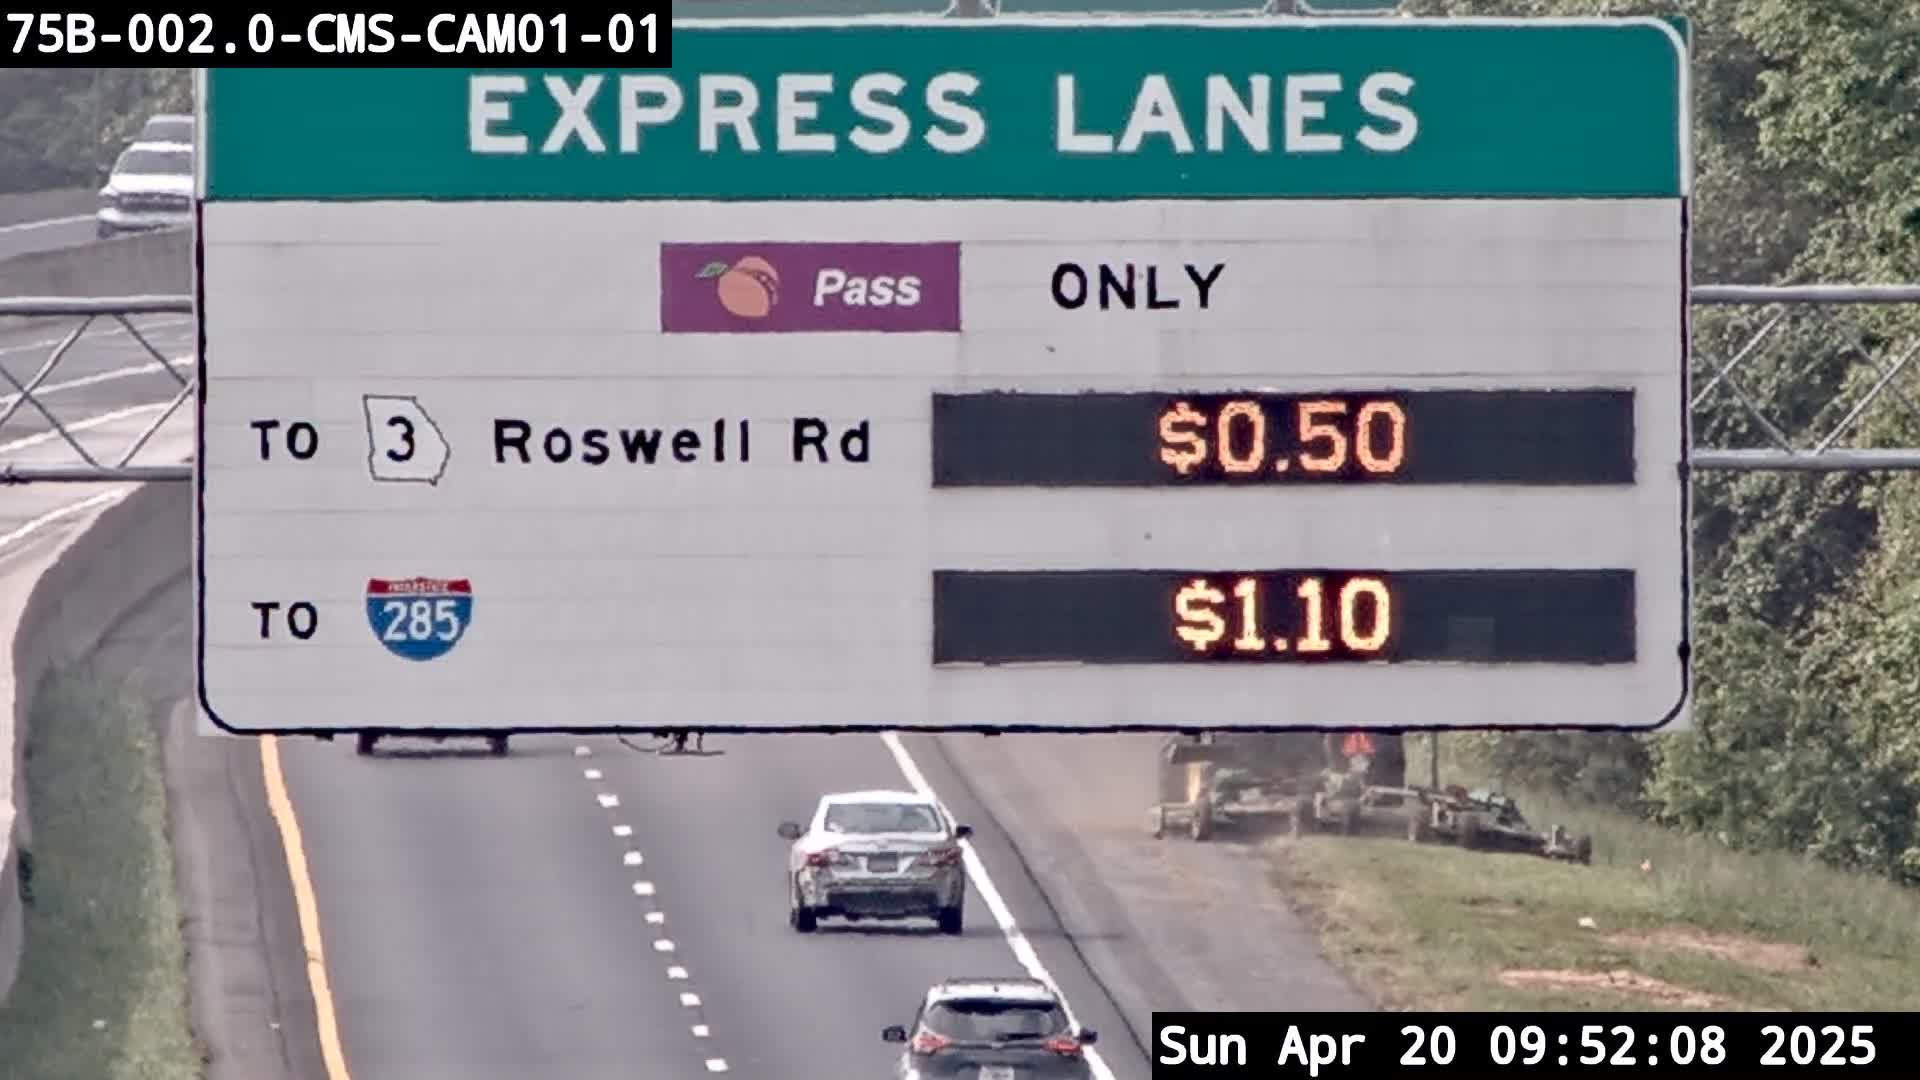 75B-002.0-CMS-CAM01-01
EXPRESS LANES
Pass ONLY
TO 3 Roswell Rd $0.50
INTERSTATE
TO 285 $1.10
Sun Apr 20 09:52:08 2025